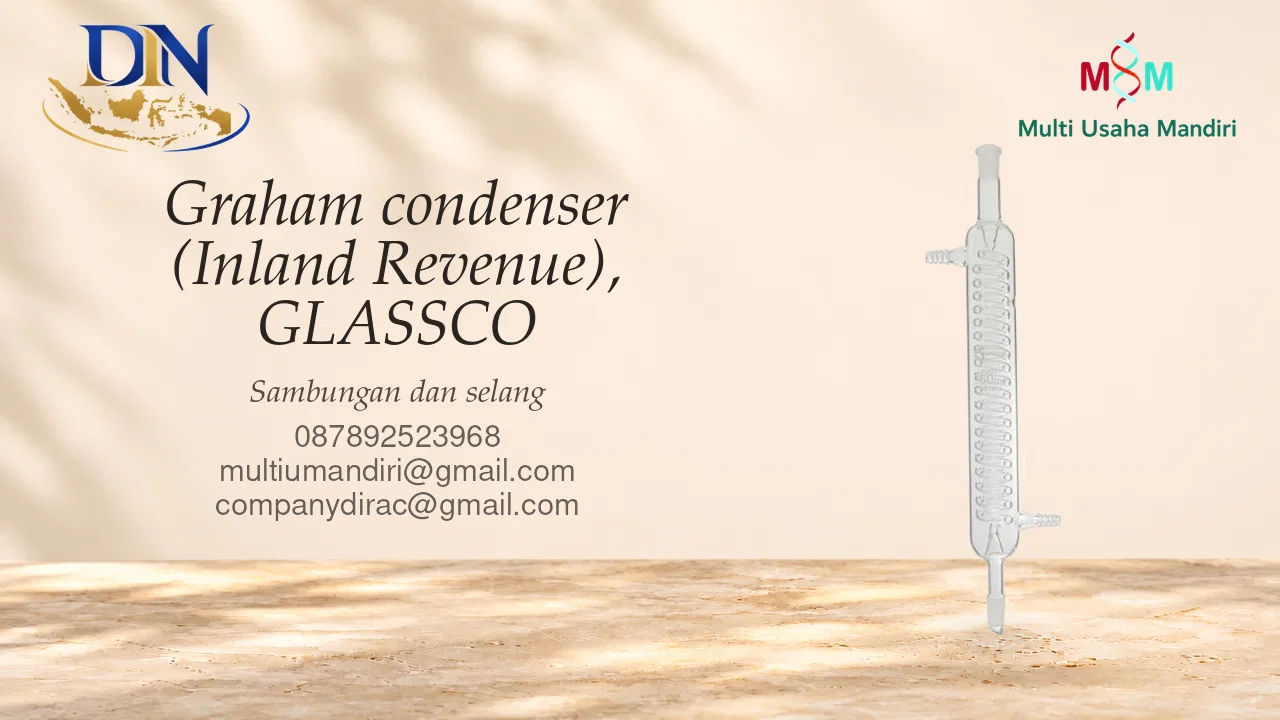 DIN
MSM
Multi Usaha Mandiri
Graham condenser
(Inland Revenue),
GLASSCO
Sambungan dan selang
087892523968
multiumandiri@gmail.com
companydirac@gmail.com